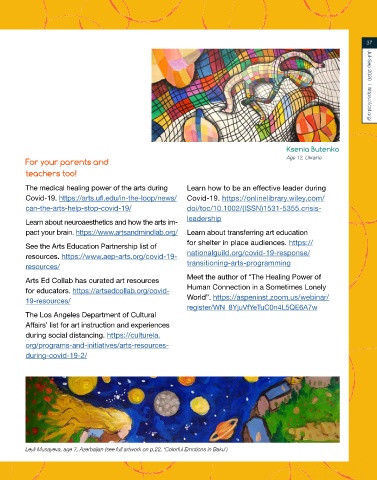 37
Jul-Sep 2020 | https://icaf.org/
Ksenia Butenko
Age 12, Ukraine
For your parents and
teachers too!
The medical healing power of the arts during
Covid-19. https://arts.ufl.edu/in-the-loop/news/
can-the-arts-help-stop-covid-19/
Learn about neuroaesthetics and how the arts im-
pact your brain. https://www.artsandmindlab.org/
See the Arts Education Partnership list of
resources. https://www.aep-arts.org/covid-19-
resources/
Arts Ed Collab has curated art resources
for educators. https://artsedcollab.org/covid-
19-resources/
The Los Angeles Department of Cultural
Affairs' list for art instruction and experiences
during social distancing. https://culturela.
org/programs-and-initiatives/arts-resources-
during-covid-19-2/
Learn how to be an effective leader during
Covid-19. https://onlinelibrary.wiley.com/
doi/toc/10.1002/(ISSN)1531-5355.crisis-
leadership
Learn about transferring art education
for shelter in place audiences. https://
nationalguild.org/covid-19-response/
transitioning-arts-programming
Meet the author of "The Healing Power of
Human Connection in a Sometimes Lonely
World". https://aspeninst.zoom.us/webinar/
register/WN_8YjuVfYeTuC0n4L5QE6A7w
Leyli Musayeva, age 7, Azerbaijan (see full artwork on p.22, 'Colorful Emotions in Baku')